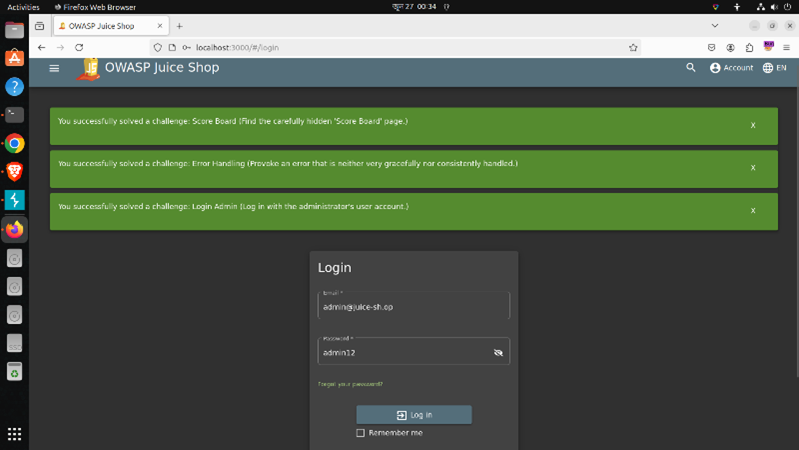 Activities Firefox Web Browser जून 27 00:34
OWASP Juice Shop
localhost:3000/#/login
OWASP Juice Shop Account EN
You successfully solved a challenge: Score Board (Find the carefully hidden 'Score Board' page.) X
You successfully solved a challenge: Error Handling (Provoke an error that is neither very gracefully nor consistently handled.) X
You successfully solved a challenge: Login Admin (Log in with the administrator's user account.) X
Login
Email *
admin@juice-sh.op
Password *
admin12
Forgot your password?
Log in
Remember me